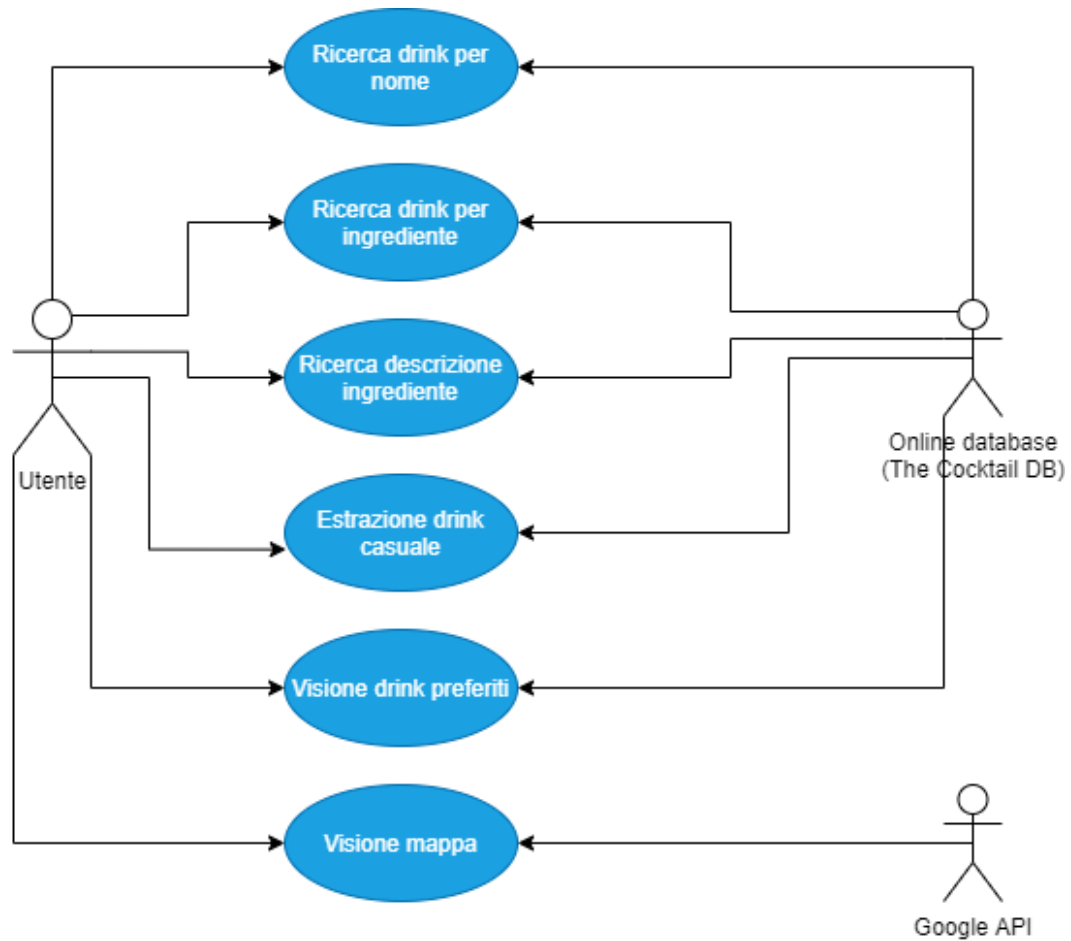 Ricerca drink per
nome
Ricerca drink per
ingrediente
Ricerca descrizione
ingrediente
Utente
Online database
(The Cocktail DB)
Estrazione drink
casuale
Visione drink preferiti
Visione mappa
Google API